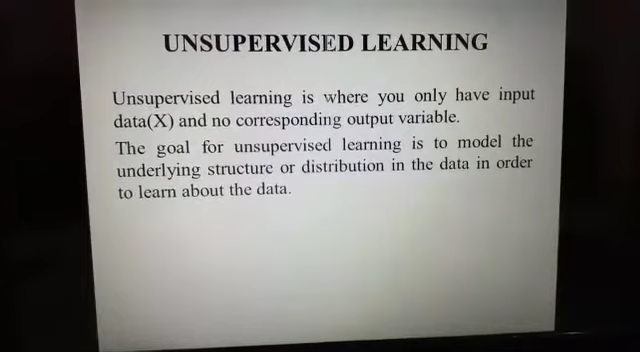 UNSUPERVISED LEARNING
Unsupervised learning is where you only have input
data(X) and no corresponding output variable.
The goal for unsupervised learning is to model the
underlying structure or distribution in the data in order
to learn about the data.